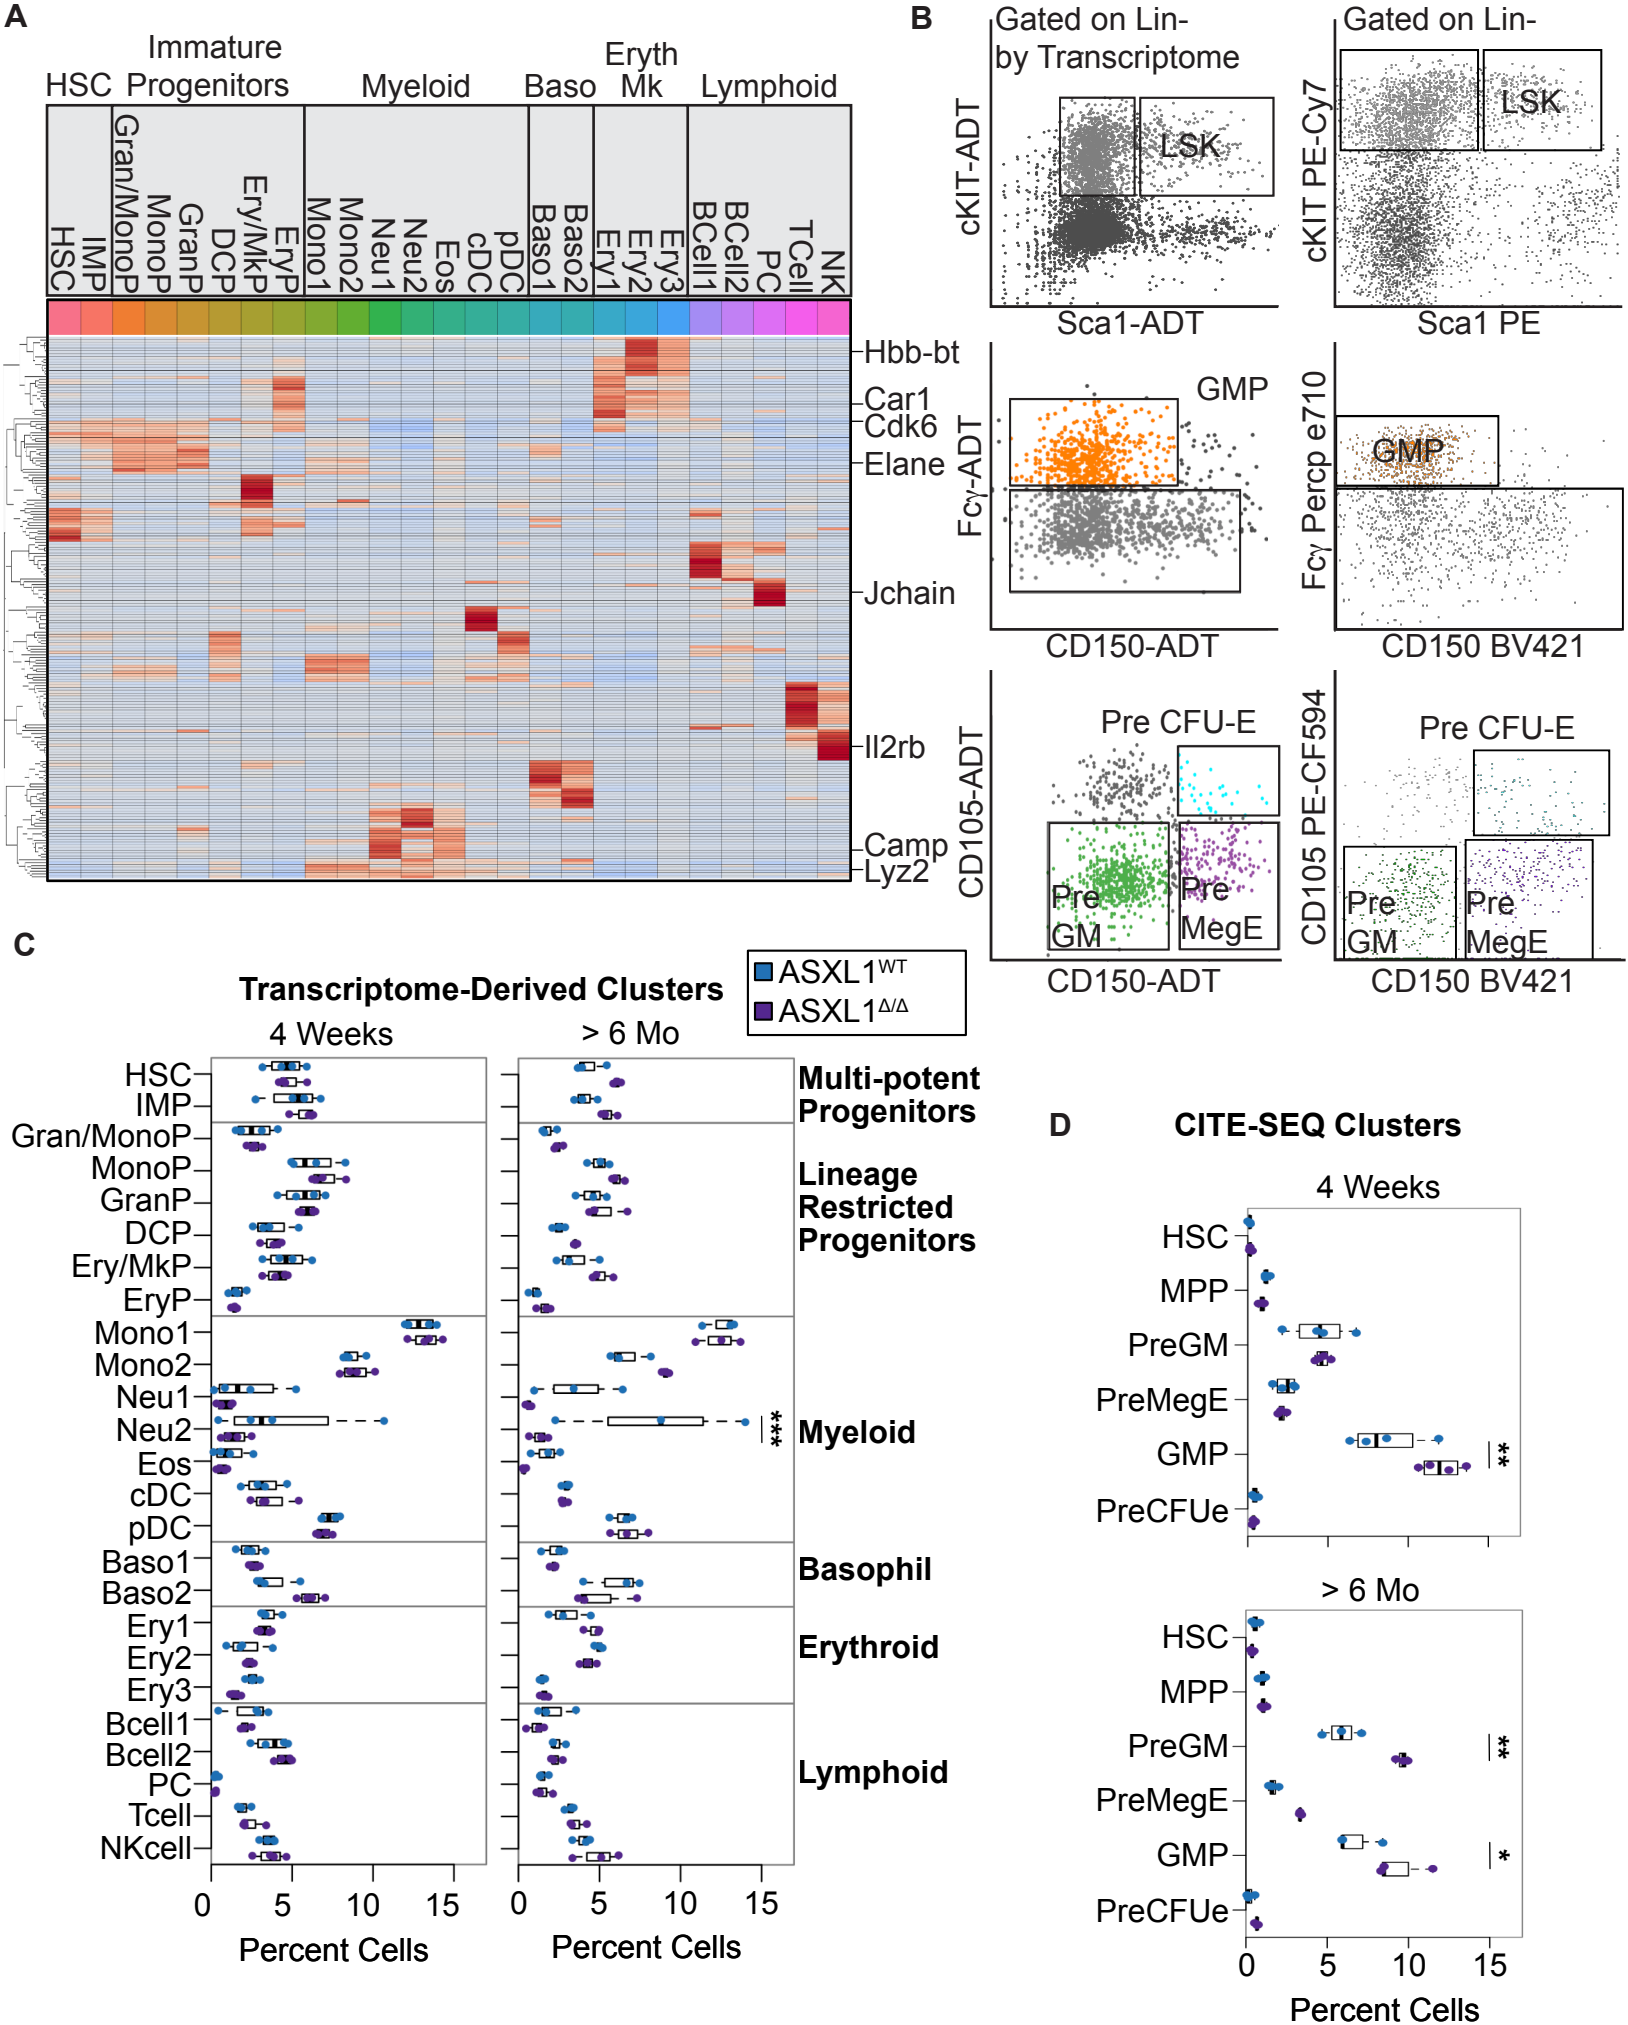 A
Immature
HSC Progenitors
Myeloid
Baso
Eryth
Mk
Lymphoid
HSC
IMP
Gran/MonoP
MonoP
GranP
DCP
Ery/MkP
EryP
Mono1
Mono2
Neu1
Neu2
Eos
cDC
pDC
Baso1
Baso2
Ery1
Ery2
Ery3
BCell1
BCell2
PC
TCell
NK
Hbb-bt
Car1
Cdk6
Elane
Jchain
Il2rb
Camp
Lyz2
B
Gated on Lin-
by Transcriptome
cKIT-ADT
LSK
Sca1-ADT
Gated on Lin-
cKIT PE-Cy7
LSK
Sca1 PE
Fcγ-ADT
GMP
CD150-ADT
Fcγ Percp e710
GMP
CD150 BV421
CD105-ADT
Pre CFU-E
Pre
GM
Pre
MegE
CD150-ADT
CD105 PE-CF594
Pre CFU-E
Pre
GM
Pre
MegE
CD150 BV421
C
Transcriptome-Derived Clusters
ASXL1WT
ASXL1Δ/Δ
4 Weeks
> 6 Mo
HSC
IMP
Gran/MonoP
MonoP
GranP
DCP
Ery/MkP
EryP
Mono1
Mono2
Neu1
Neu2
Eos
cDC
pDC
Baso1
Baso2
Ery1
Ery2
Ery3
Bcell1
Bcell2
PC
Tcell
NKcell
***
Multi-potent
Progenitors
Lineage
Restricted
Progenitors
Myeloid
Basophil
Erythroid
Lymphoid
0 5 10 15
Percent Cells
0 5 10 15
Percent Cells
D
CITE-SEQ Clusters
4 Weeks
HSC
MPP
PreGM
PreMegE
GMP
**
PreCFUe
> 6 Mo
HSC
MPP
PreGM
**
PreMegE
GMP
*
PreCFUe
0 5 10 15
Percent Cells